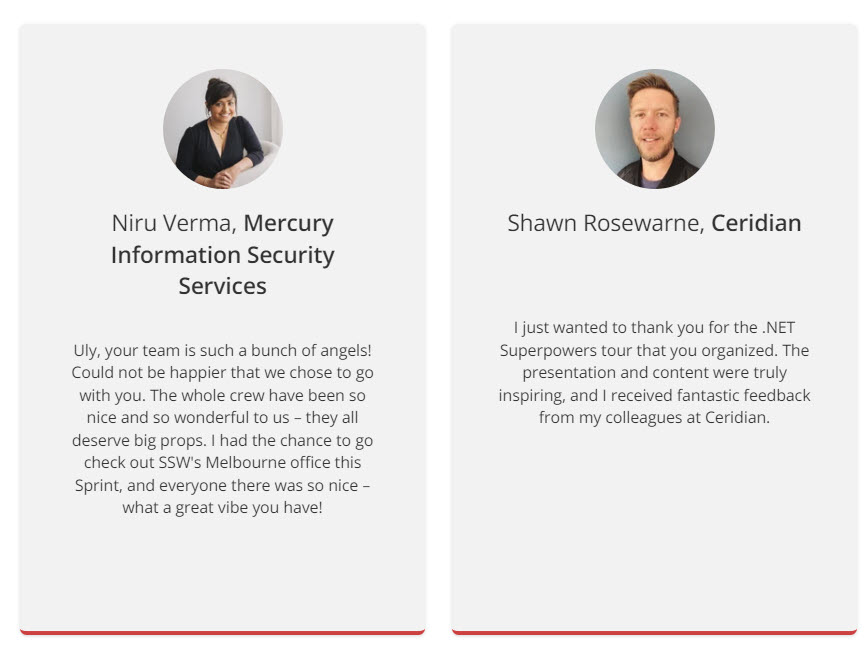 Niru Verma, Mercury
Information Security
Services
Uly, your team is such a bunch of angels!
Could not be happier that we chose to go
with you. The whole crew have been so
nice and so wonderful to us – they all
deserve big props. I had the chance to go
check out SSW's Melbourne office this
Sprint, and everyone there was so nice –
what a great vibe you have!
Shawn Rosewarne, Ceridian
I just wanted to thank you for the .NET
Superpowers tour that you organized. The
presentation and content were truly
inspiring, and I received fantastic feedback
from my colleagues at Ceridian.